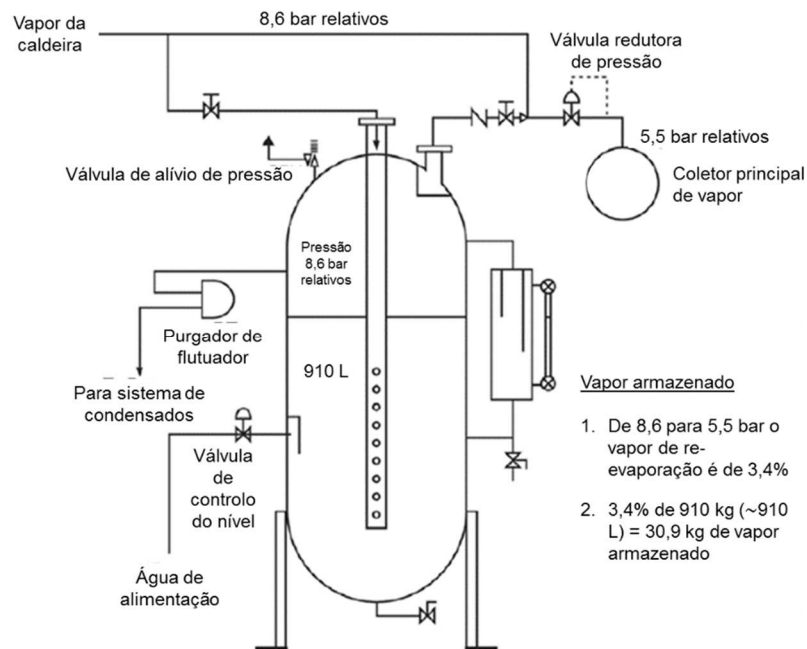 Vapor da
caldeira
8,6 bar relativos
Válvula redutora
de pressão
5,5 bar relativos
Coletor principal
de vapor
Válvula de alívio de pressão
Pressão
8,6 bar
relativos
Purgador de
flutuador
910 L
Para sistema de
condensados
Válvula
de
controlo
do nível
Água de
alimentação
Vapor armazenado
1. De 8,6 para 5,5 bar o
vapor de re-
evaporação é de 3,4%
2. 3,4% de 910 kg (~910
L) = 30,9 kg de vapor
armazenado